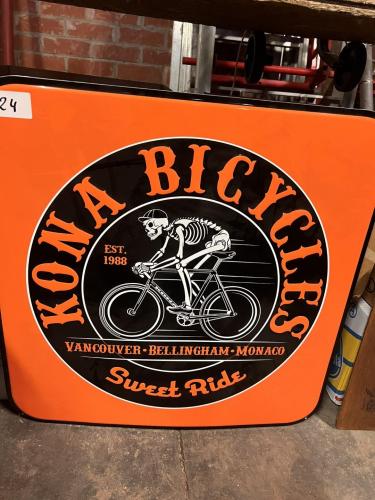 24
KONA BICYCLES
EST.
1988
VANCOUVER • BELLINGHAM • MONACO
Sweet Ride